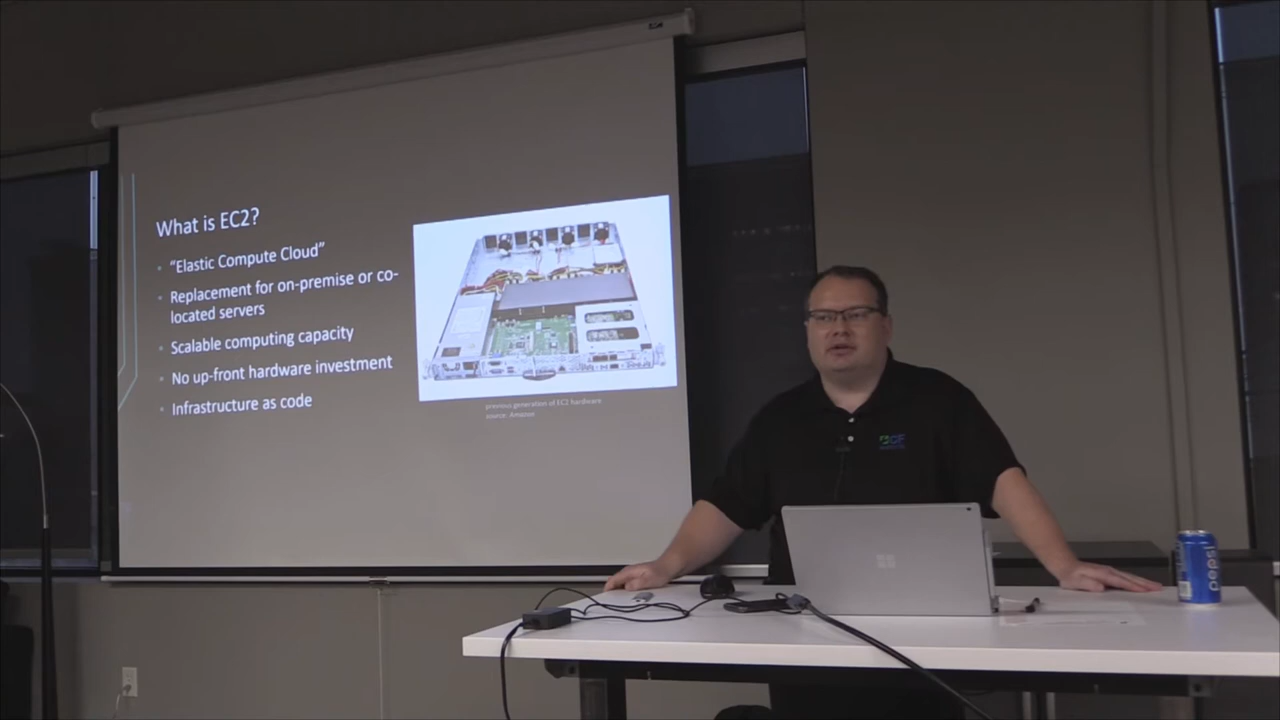 What is EC2?
"Elastic Compute Cloud"
Replacement for on-premise or co-
located servers
Scalable computing capacity
No up-front hardware investment
Infrastructure as code
previous generation of EC2 hardware
source: Amazon
GF
pepsi